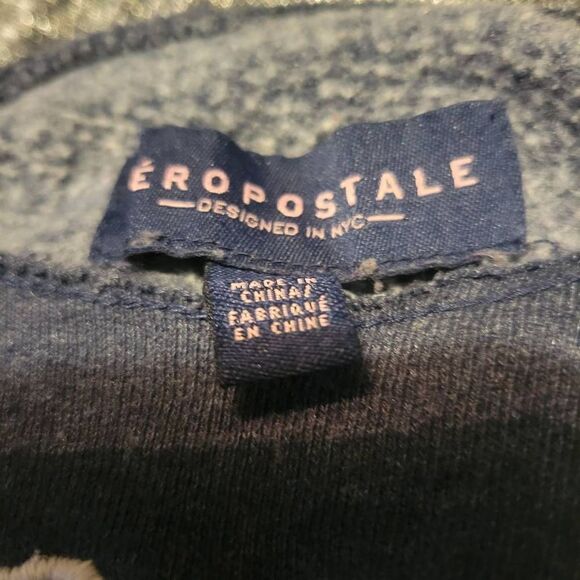 ÉROPOSTALE
DESIGNED IN NYC
MADE IN
CHINA/
FABRIQUÉ
EN CHINE